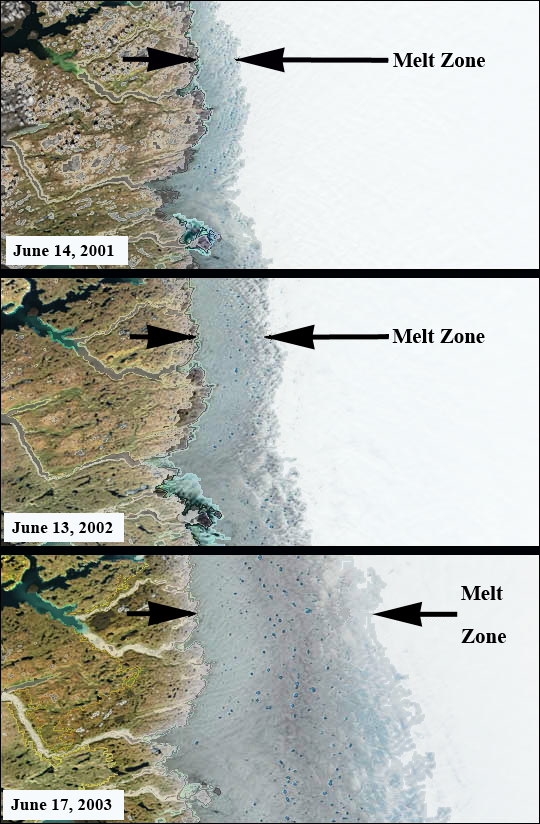 Melt Zone
June 14, 2001
Melt Zone
June 13, 2002
Melt
Zone
June 17, 2003